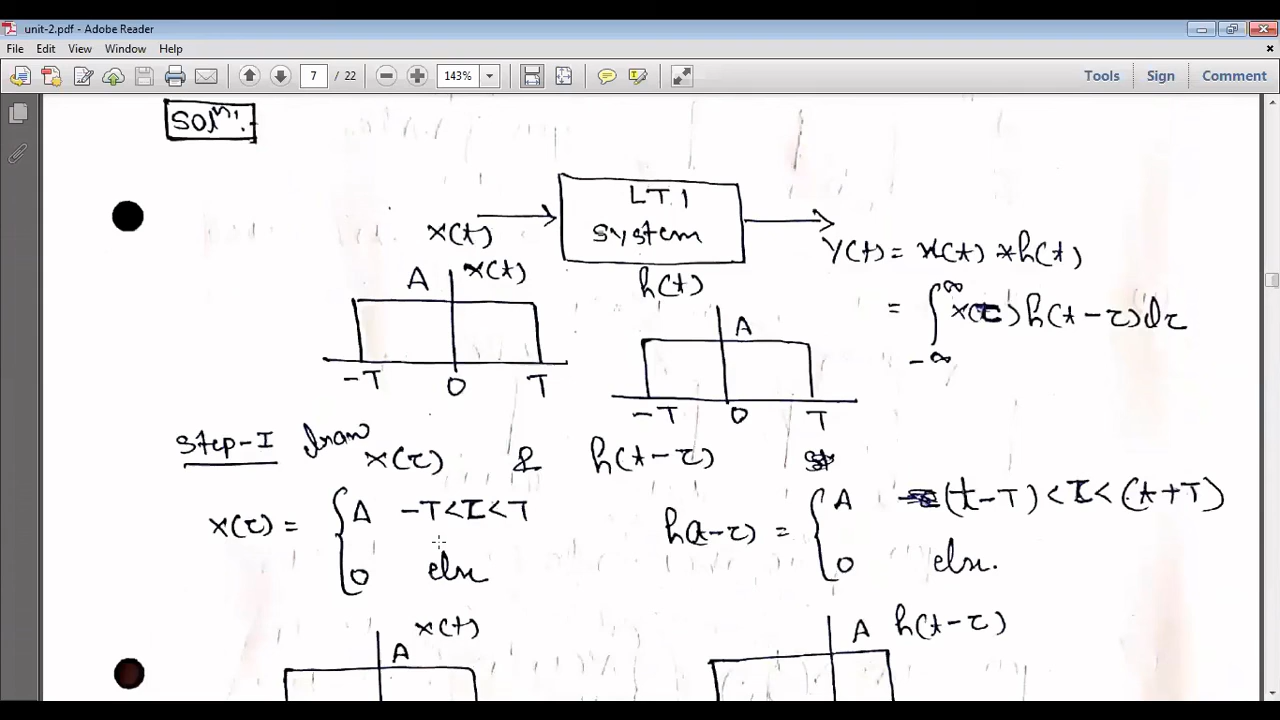 unit-2.pdf - Adobe Reader
File Edit View Window Help
7 / 22 143% Tools Sign Comment
Solⁿ:
LTI
system
x(t)
h(t)
y(t) = x(t) * h(t)
= ∫_{-∞}^{∞} x(τ) h(t-τ) dτ
A x(t)
-T 0 T
A
-T 0 T
Step-I draw x(τ) & h(t-τ)
x(τ) = { A -T<τ<T
0 else
h(t-τ) = { A (t-T)<τ<(t+T)
0 else.
A x(t)
A h(t-τ)